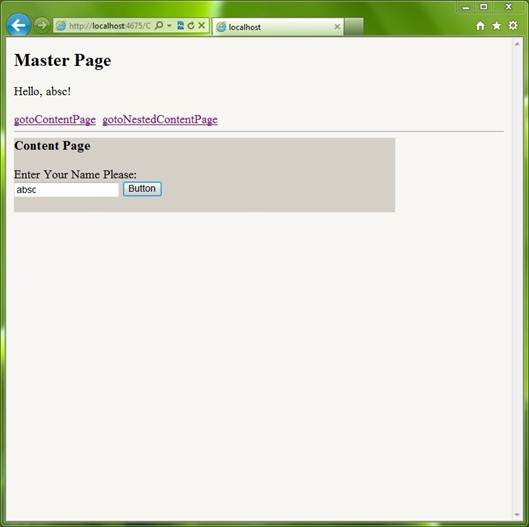 http://localhost:4675/C
localhost
Master Page
Hello, absc!
gotoContentPage gotoNestedContentPage
Content Page
Enter Your Name Please:
absc Button